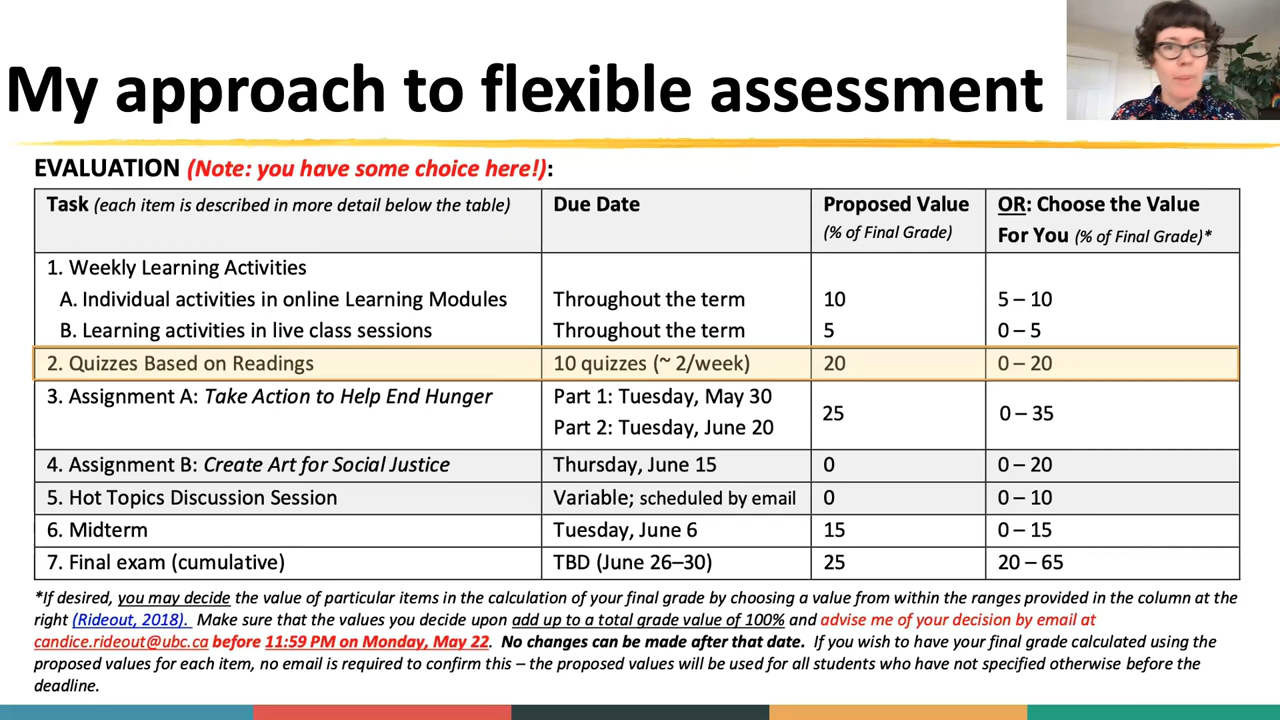 My approach to flexible assessment
EVALUATION (Note: you have some choice here!):
Task (each item is described in more detail below the table) Due Date Proposed Value (% of Final Grade) OR: Choose the Value For You (% of Final Grade)*
1. Weekly Learning Activities
A. Individual activities in online Learning Modules Throughout the term 10 5 – 10
B. Learning activities in live class sessions Throughout the term 5 0 – 5
2. Quizzes Based on Readings 10 quizzes (~ 2/week) 20 0 – 20
3. Assignment A: Take Action to Help End Hunger Part 1: Tuesday, May 30 Part 2: Tuesday, June 20 25 0 – 35
4. Assignment B: Create Art for Social Justice Thursday, June 15 0 0 – 20
5. Hot Topics Discussion Session Variable; scheduled by email 0 0 – 10
6. Midterm Tuesday, June 6 15 0 – 15
7. Final exam (cumulative) TBD (June 26–30) 25 20 – 65
*If desired, you may decide the value of particular items in the calculation of your final grade by choosing a value from within the ranges provided in the column at the
right (Rideout, 2018). Make sure that the values you decide upon add up to a total grade value of 100% and advise me of your decision by email at
candice.rideout@ubc.ca before 11:59 PM on Monday, May 22. No changes can be made after that date. If you wish to have your final grade calculated using the
proposed values for each item, no email is required to confirm this – the proposed values will be used for all students who have not specified otherwise before the
deadline.